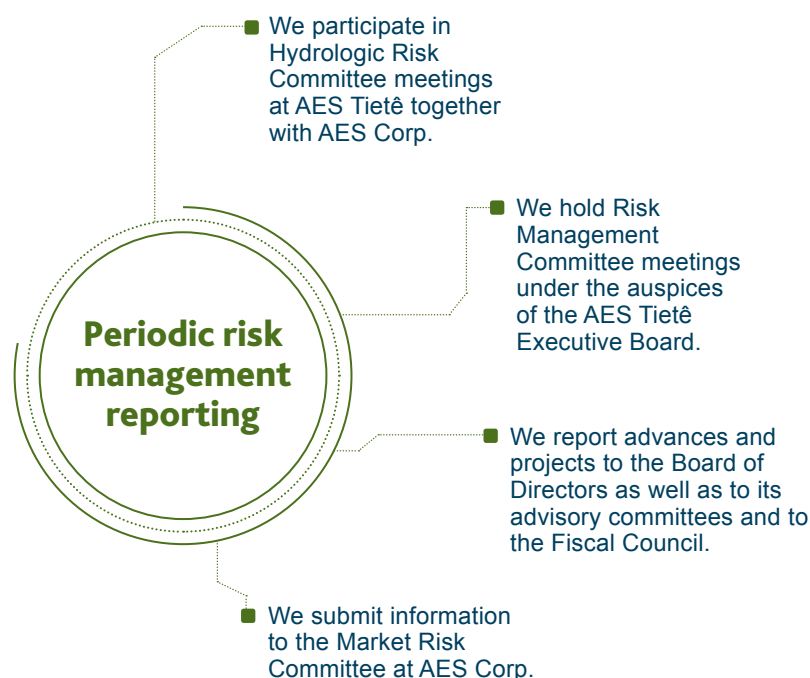 We participate in
Hydrologic Risk
Committee meetings
at AES Tietê together
with AES Corp.
We hold Risk
Management
Committee meetings
under the auspices
of the AES Tietê
Executive Board.
Periodic risk
management
reporting
We report advances and
projects to the Board of
Directors as well as to its
advisory committees and to
the Fiscal Council.
We submit information
to the Market Risk
Committee at AES Corp.